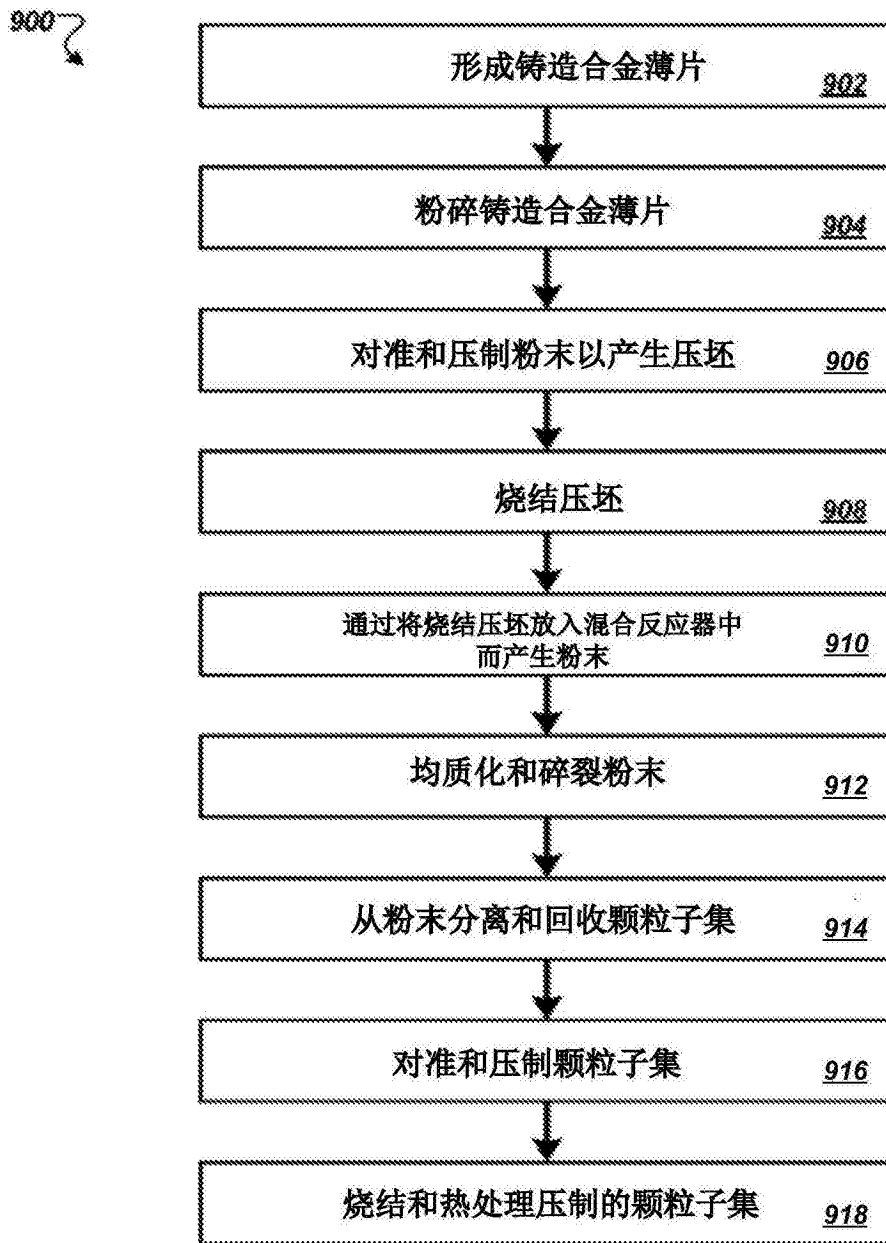 900
形成铸造合金薄片
902
粉碎铸造合金薄片
904
对准和压制粉末以产生压坯
906
烧结压坯
908
通过将烧结压坯放入混合反应器中
而产生粉末
910
均质化和碎裂粉末
912
从粉末分离和回收颗粒子集
914
对准和压制颗粒子集
916
烧结和热处理压制的颗粒子集
918